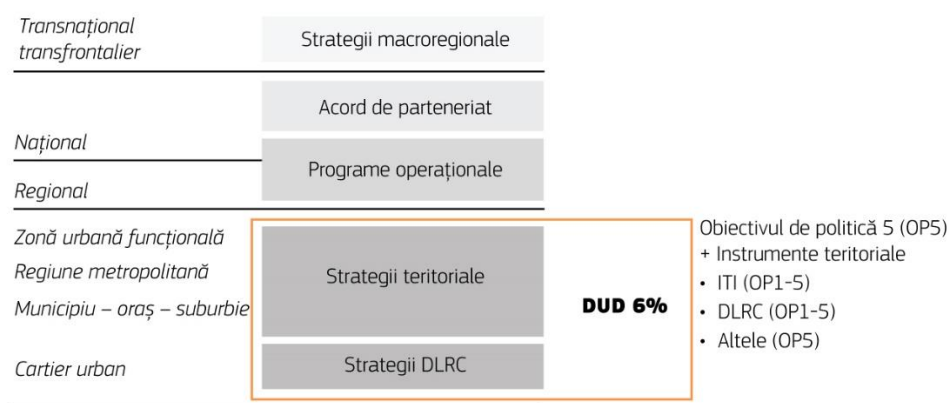 Transnațional
transfrontalier
Strategii macroregionale
Acord de parteneriat
Național
Programe operaționale
Regional
Zonă urbană funcțională
Regiune metropolitană
Municipiu – oraș – suburbie
Strategii teritoriale
DUD 6%
Obiectivul de politică 5 (OP5)
+ Instrumente teritoriale
• ITI (OP1-5)
• DLRC (OP1-5)
• Altele (OP5)
Cartier urban
Strategii DLRC